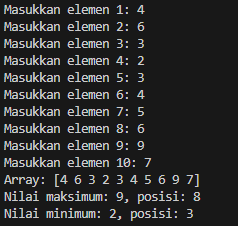 Masukkan elemen 1: 4
Masukkan elemen 2: 6
Masukkan elemen 3: 3
Masukkan elemen 4: 2
Masukkan elemen 5: 3
Masukkan elemen 6: 4
Masukkan elemen 7: 5
Masukkan elemen 8: 6
Masukkan elemen 9: 9
Masukkan elemen 10: 7
Array: [4 6 3 2 3 4 5 6 9 7]
Nilai maksimum: 9, posisi: 8
Nilai minimum: 2, posisi: 3